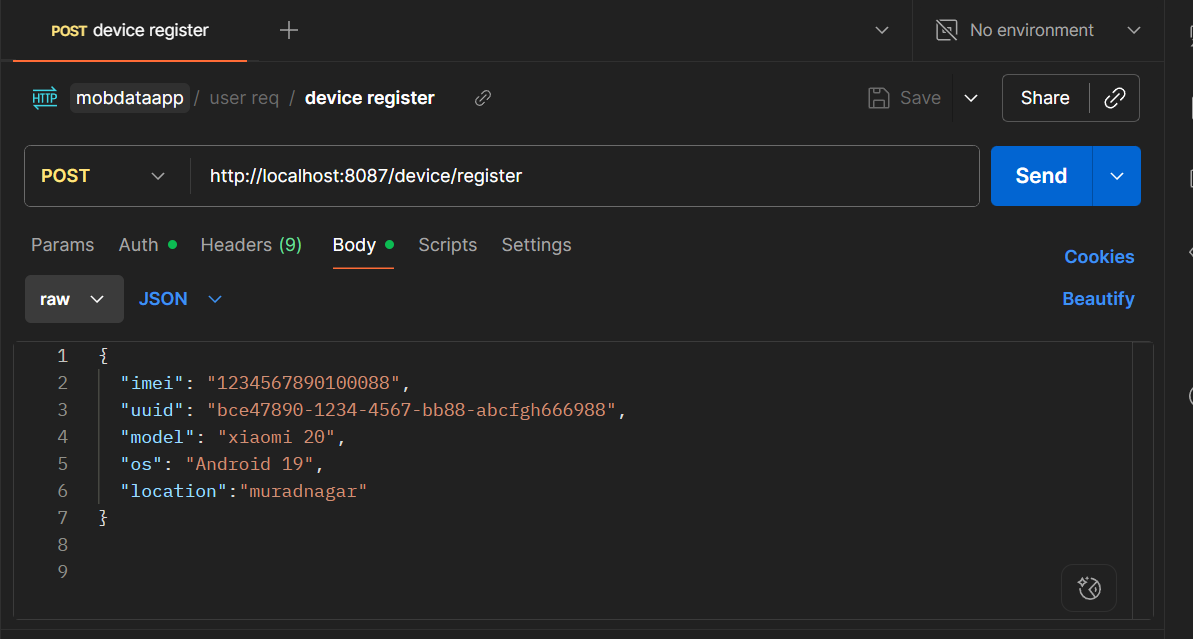 POST device register
No environment
HTTP mobdataapp / user req / device register
Save
Share
POST http://localhost:8087/device/register
Send
Params Auth Headers (9) Body Scripts Settings
Cookies
raw JSON
Beautify
1 {
2 "imei": "1234567890100088",
3 "uuid": "bce47890-1234-4567-bb88-abcfgh666988",
4 "model": "xiaomi 20",
5 "os": "Android 19",
6 "location":"muradnagar"
7 }
8
9